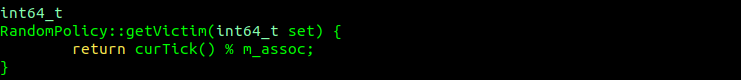 int64_t
RandomPolicy::getVictim(int64_t set) {
        return curTick() % m_assoc;
}